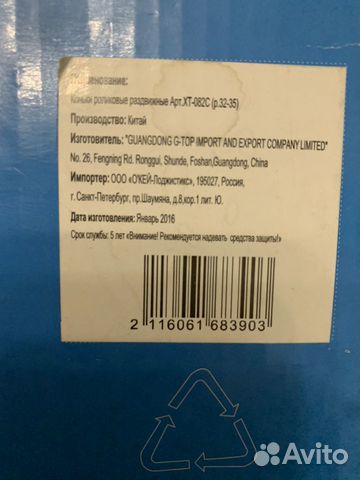 Наименование:
Коньки роликовые раздвижные Арт.XT-082C (р.32-35)
Производство: Китай
Изготовитель: "GUANGDONG G-TOP IMPORT AND EXPORT COMPANY LIMITED"
No. 26, Fengning Rd. Ronggui, Shunde, Foshan,Guangdong, China
Импортер: ООО «О'КЕЙ-Лоджистикс», 195027, Россия,
г. Санкт-Петербург, пр.Шаумяна, д.8,кор.1 лит. Ю.
Дата изготовления: Январь 2016
Срок службы: 5 лет «Внимание! Рекомендуется надевать средства защиты!»
2 116061 683903
Avito